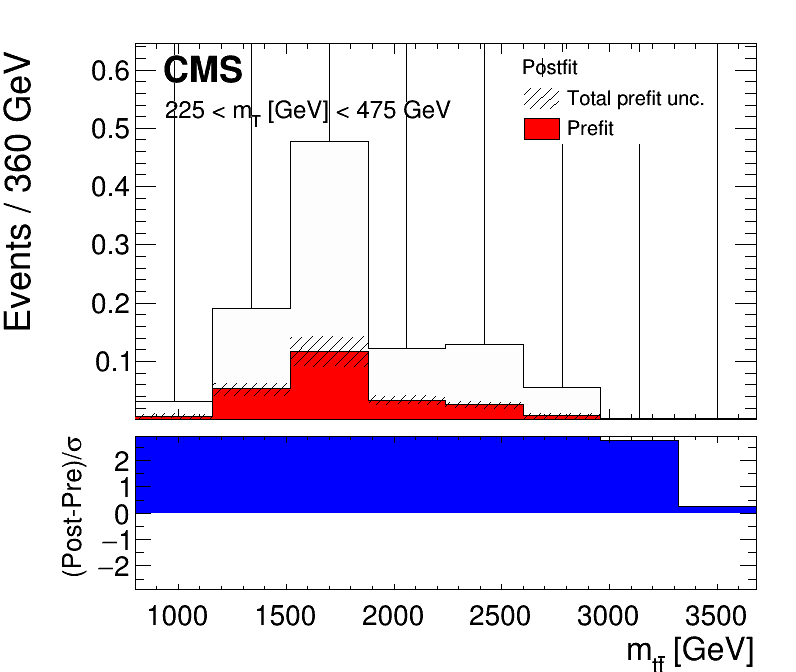 CMS
225 < mT [GeV] < 475 GeV
Postfit
Total prefit unc.
Prefit
Events / 360 GeV
0.6
0.5
0.4
0.3
0.2
0.1
(Post-Pre)/σ
2
1
0
−1
−2
1000 1500 2000 2500 3000 3500
mtt̄ [GeV]